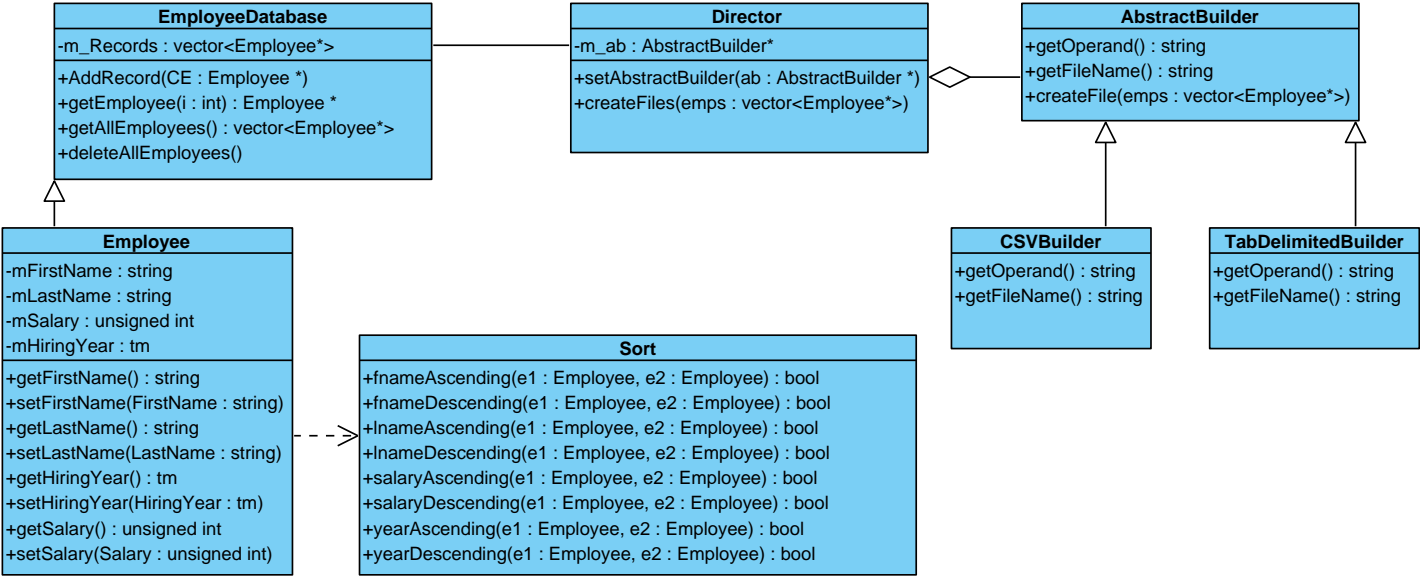 EmployeeDatabase
-m_Records : vector<Employee*>
+AddRecord(CE : Employee *)
+getEmployee(i : int) : Employee *
+getAllEmployees() : vector<Employee*>
+deleteAllEmployees()
Director
-m_ab : AbstractBuilder*
+setAbstractBuilder(ab : AbstractBuilder *)
+createFiles(emps : vector<Employee*>)
AbstractBuilder
+getOperand() : string
+getFileName() : string
+createFile(emps : vector<Employee*>)
Employee
-mFirstName : string
-mLastName : string
-mSalary : unsigned int
-mHiringYear : tm
+getFirstName() : string
+setFirstName(FirstName : string)
+getLastName() : string
+setLastName(LastName : string)
+getHiringYear() : tm
+setHiringYear(HiringYear : tm)
+getSalary() : unsigned int
+setSalary(Salary : unsigned int)
Sort
+fnameAscending(e1 : Employee, e2 : Employee) : bool
+fnameDescending(e1 : Employee, e2 : Employee) : bool
+lnameAscending(e1 : Employee, e2 : Employee) : bool
+lnameDescending(e1 : Employee, e2 : Employee) : bool
+salaryAscending(e1 : Employee, e2 : Employee) : bool
+salaryDescending(e1 : Employee, e2 : Employee) : bool
+yearAscending(e1 : Employee, e2 : Employee) : bool
+yearDescending(e1 : Employee, e2 : Employee) : bool
CSVBuilder
+getOperand() : string
+getFileName() : string
TabDelimitedBuilder
+getOperand() : string
+getFileName() : string